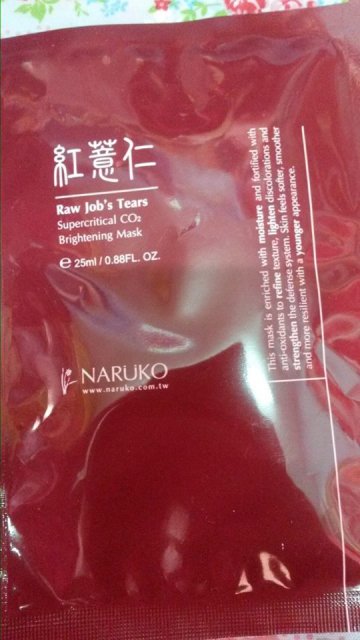 紅薏仁
Raw Job's Tears
Supercritical CO2
Brightening Mask
e 25ml / 0.88FL. OZ.
NARUKO
www.naruko.com.tw
This mask is enriched with moisture and fortified with
anti-oxidants to refine texture, lighten discolorations and
strengthen the defense system. Skin feels softer, smoother
and more resilient with a younger appearance.